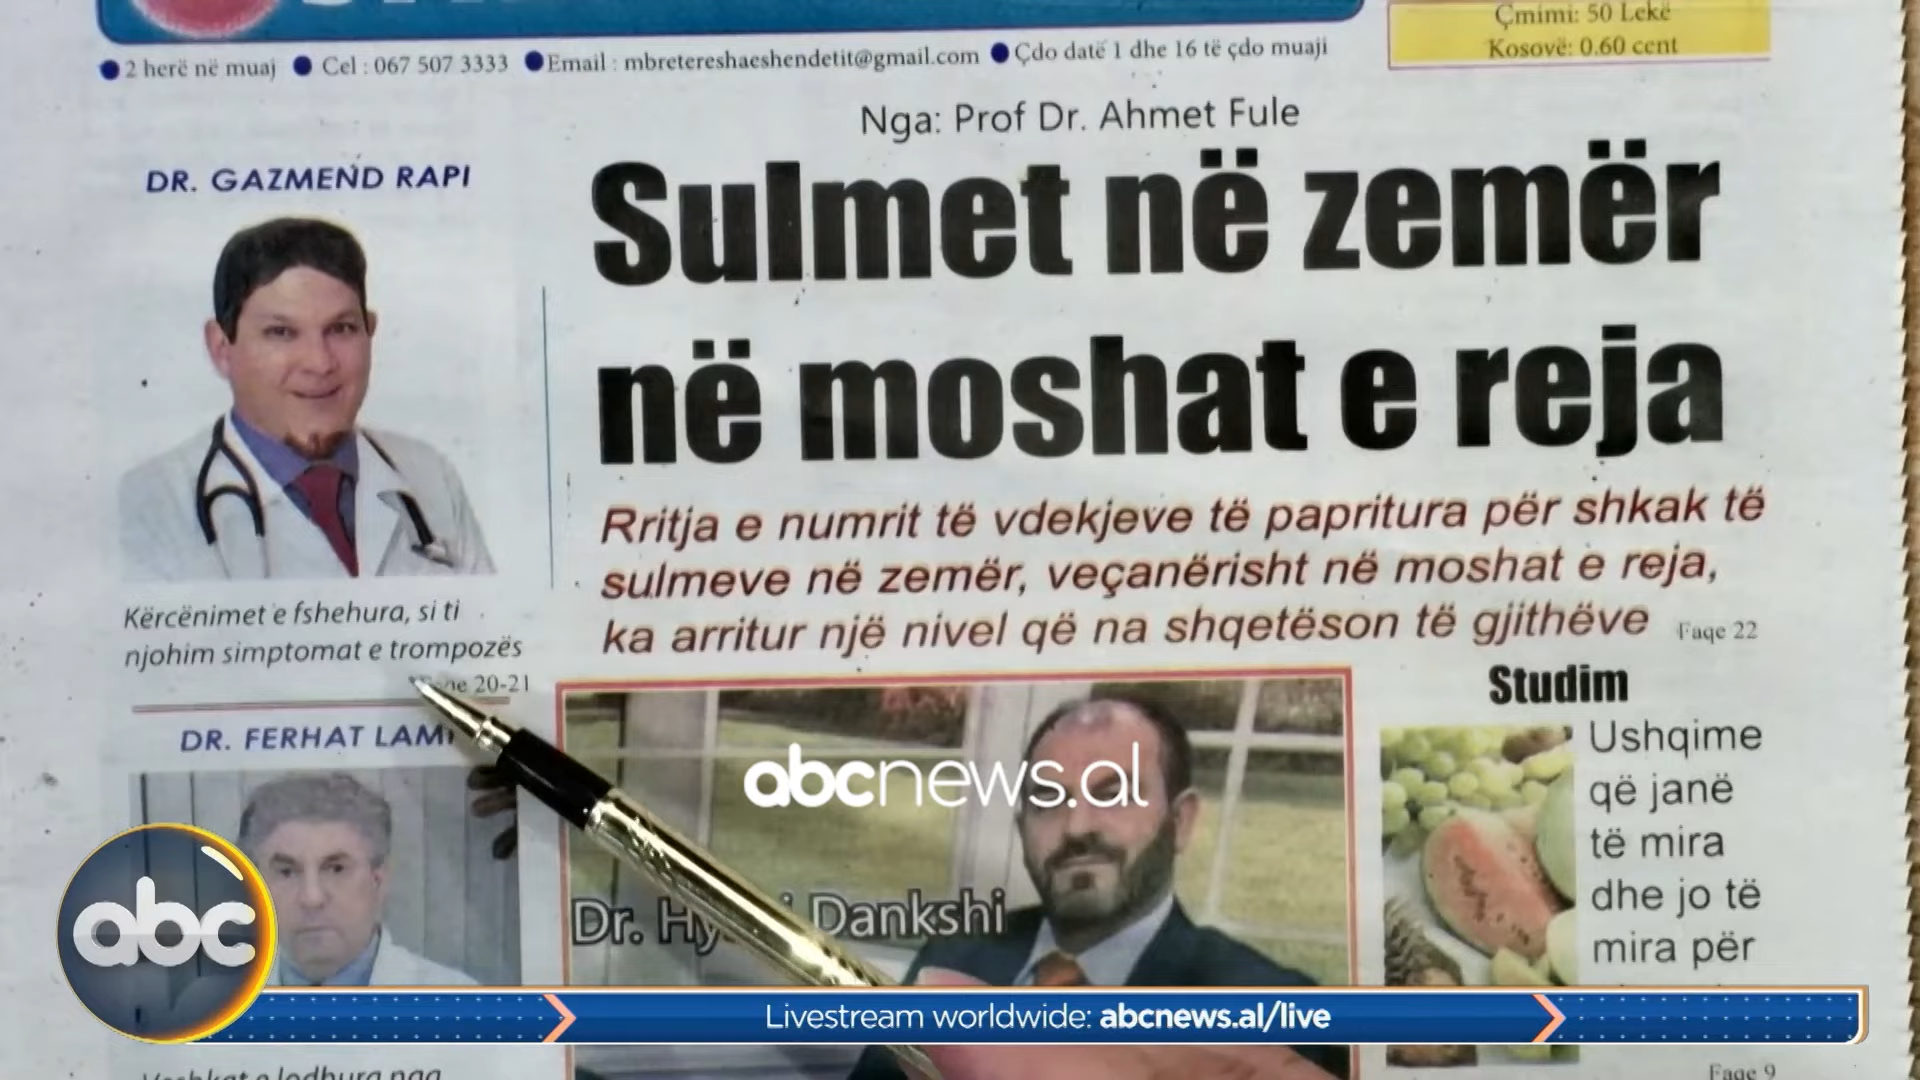 Çmimi: 50 Lekë
Kosovë: 0.60 cent
2 herë në muaj
Cel : 067 507 3333
Email : mbretereshaeshendetit@gmail.com
Çdo datë 1 dhe 16 të çdo muaji
Nga: Prof Dr. Ahmet Fule
Sulmet në zemër
në moshat e reja
Rritja e numrit të vdekjeve të papritura për shkak të
sulmeve në zemër, veçanërisht në moshat e reja,
ka arritur një nivel që na shqetëson të gjithëve
Faqe 22
DR. GAZMEND RAPI
Kërcënimet e fshehura, si ti
njohim simptomat e trompozës
20-21
DR. FERHAT
Dr. Dankshi
Studim
Ushqime
që janë
të mira
dhe jo të
mira për
Faqe 9
abcnews.al
abc
Livestream worldwide: abcnews.al/live